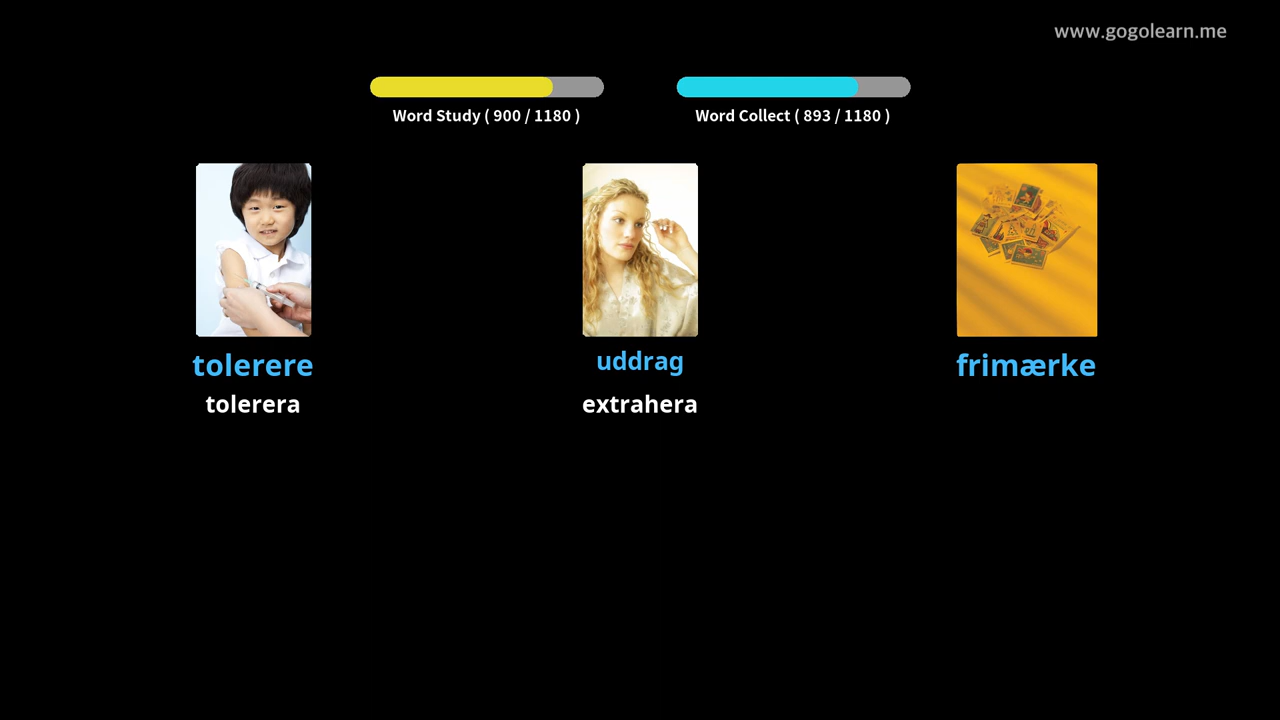 www.gogolearn.me
Word Study ( 900 / 1180 )
Word Collect ( 893 / 1180 )
tolerere
uddrag
frimærke
tolerera
extrahera